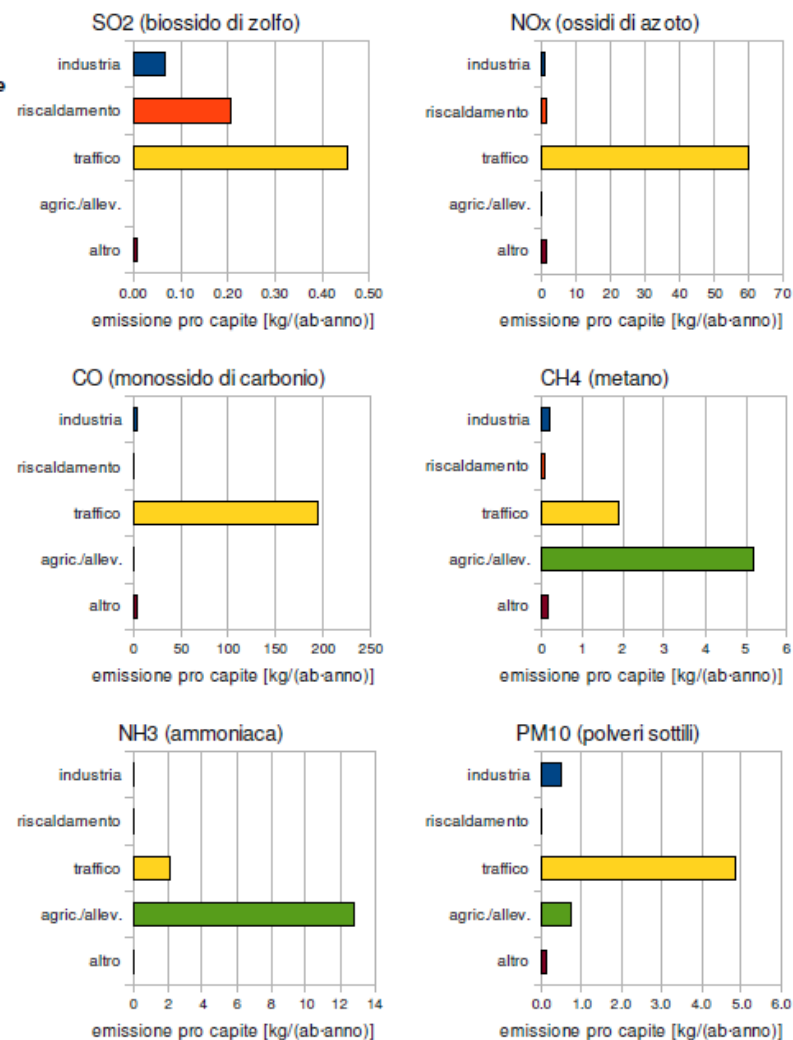 SO2 (biossido di zolfo)
industria
e
riscaldamento
traffico
agric./allev.
altro
0.00 0.10 0.20 0.30 0.40 0.50
emissione pro capite [kg/(ab·anno)]
NOx (ossidi di azoto)
industria
riscaldamento
traffico
agric./allev.
altro
0 10 20 30 40 50 60 70
emissione pro capite [kg/(ab·anno)]
CO (monossido di carbonio)
industria
riscaldamento
traffico
agric./allev.
altro
0 50 100 150 200 250
emissione pro capite [kg/(ab·anno)]
CH4 (metano)
industria
riscaldamento
traffico
agric./allev.
altro
0 1 2 3 4 5 6
emissione pro capite [kg/(ab·anno)]
NH3 (ammoniaca)
industria
riscaldamento
traffico
agric./allev.
altro
0 2 4 6 8 10 12 14
emissione pro capite [kg/(ab·anno)]
PM10 (polveri sottili)
industria
riscaldamento
traffico
agric./allev.
altro
0.0 1.0 2.0 3.0 4.0 5.0 6.0
emissione pro capite [kg/(ab·anno)]